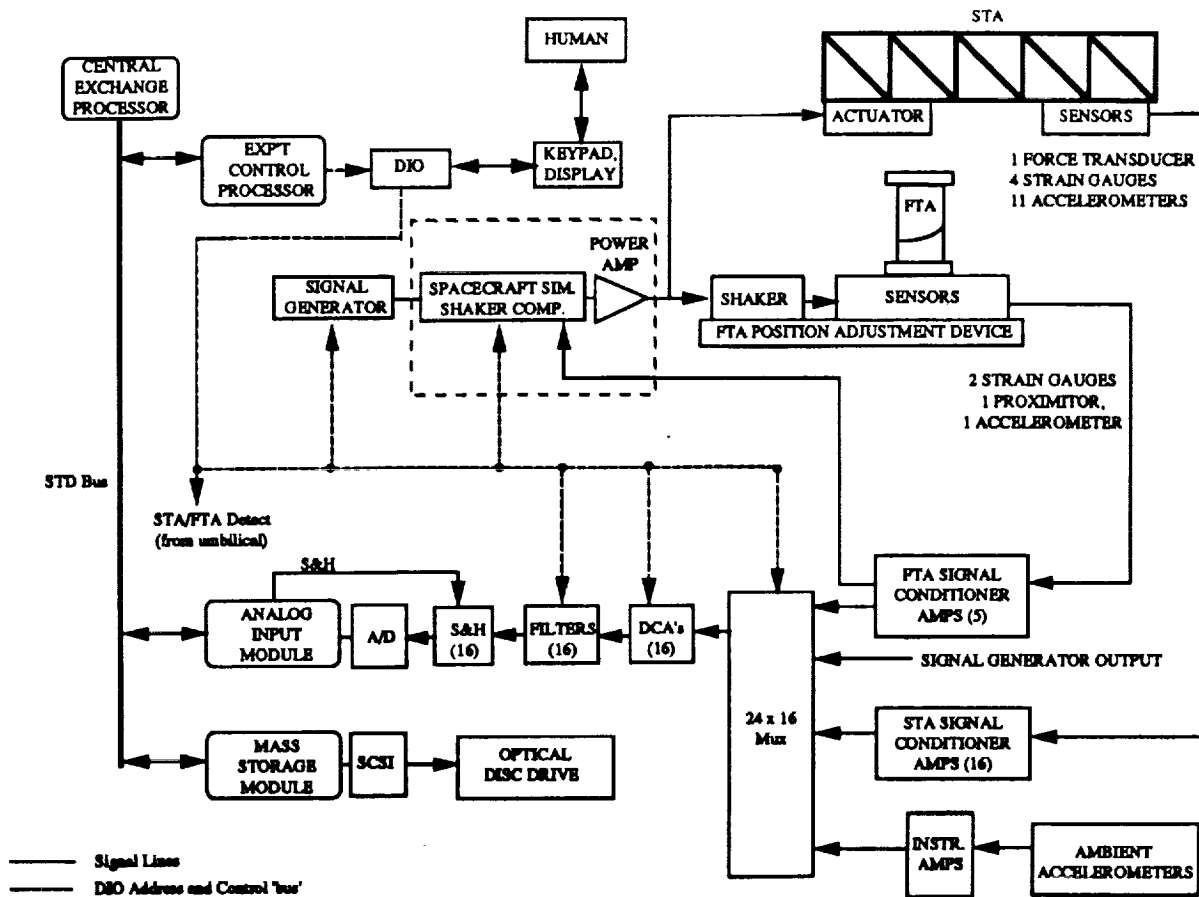 STA
HUMAN
CENTRAL
EXCHANGE
PROCESSOR
ACTUATOR
SENSORS
EXP'T
CONTROL
PROCESSOR
DIO
KEYPAD,
DISPLAY
1 FORCE TRANSDUCER
4 STRAIN GAUGES
11 ACCELEROMETERS
FTA
POWER
AMP
SIGNAL
GENERATOR
SPACECRAFT SIM.
SHAKER COMP.
SHAKER
SENSORS
FTA POSITION ADJUSTMENT DEVICE
2 STRAIN GAUGES
1 PROXIMITOR,
1 ACCELEROMETER
STD Bus
STA/FTA Detect
(from umbilical)
S&H
ANALOG
INPUT
MODULE
A/D
S&H
(16)
FILTERS
(16)
DCA's
(16)
FTA SIGNAL
CONDITIONER
AMPS (5)
SIGNAL GENERATOR OUTPUT
24 x 16
Mux
STA SIGNAL
CONDITIONER
AMPS (16)
MASS
STORAGE
MODULE
SCSI
OPTICAL
DISC DRIVE
INSTR.
AMPS
AMBIENT
ACCELEROMETERS
Signal Lines
DIO Address and Control 'bus'